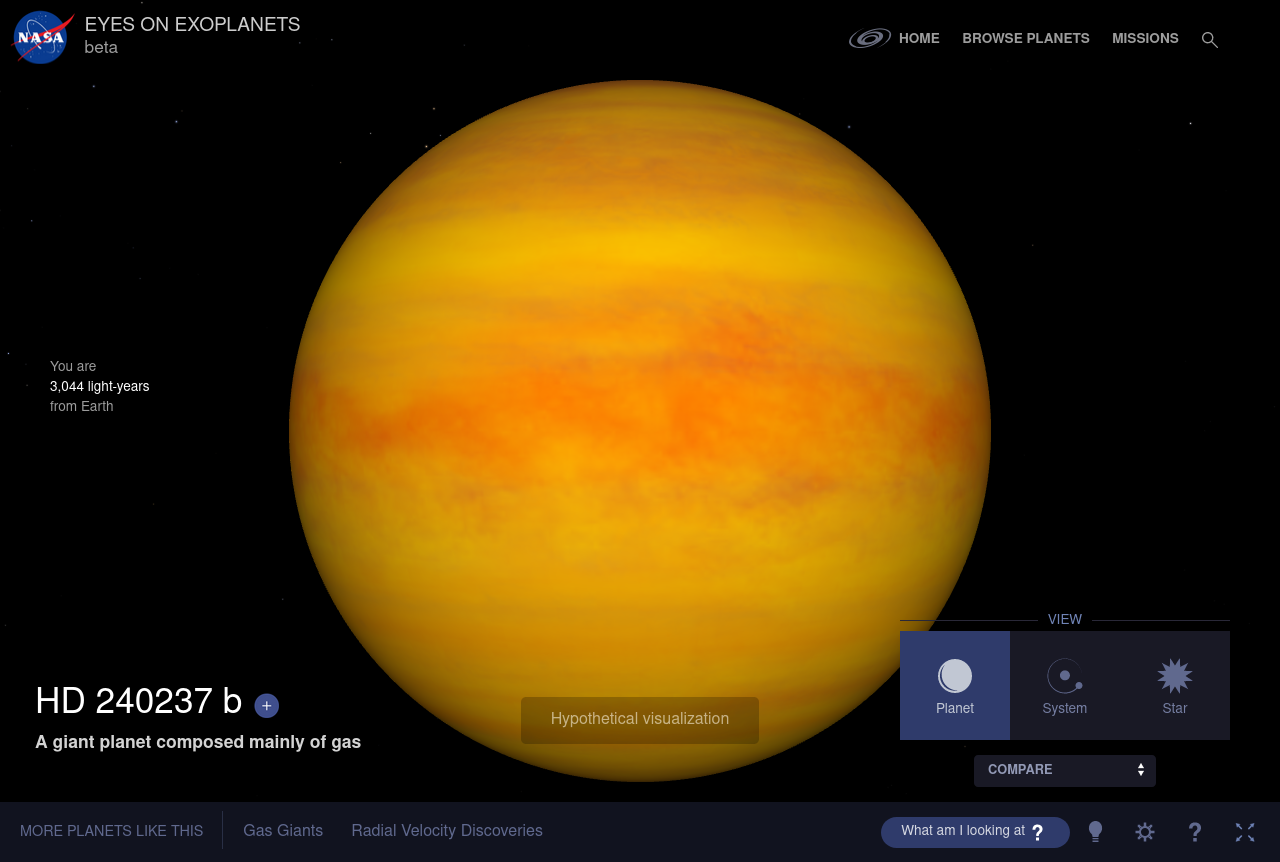 NASA
EYES ON EXOPLANETS
beta
HOME
BROWSE PLANETS
MISSIONS
You are
3,044 light-years
from Earth
VIEW
Planet
System
Star
HD 240237 b +
A giant planet composed mainly of gas
Hypothetical visualization
COMPARE
MORE PLANETS LIKE THIS
Gas Giants
Radial Velocity Discoveries
What am I looking at ?
?